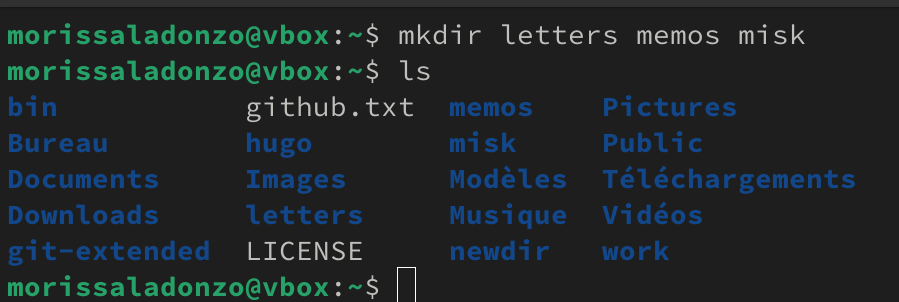 morissaladonzo@vbox:~$ mkdir letters memos misk
morissaladonzo@vbox:~$ ls
bin github.txt memos Pictures
Bureau hugo misk Public
Documents Images Modèles Téléchargements
Downloads letters Musique Vidéos
git-extended LICENSE newdir work
morissaladonzo@vbox:~$